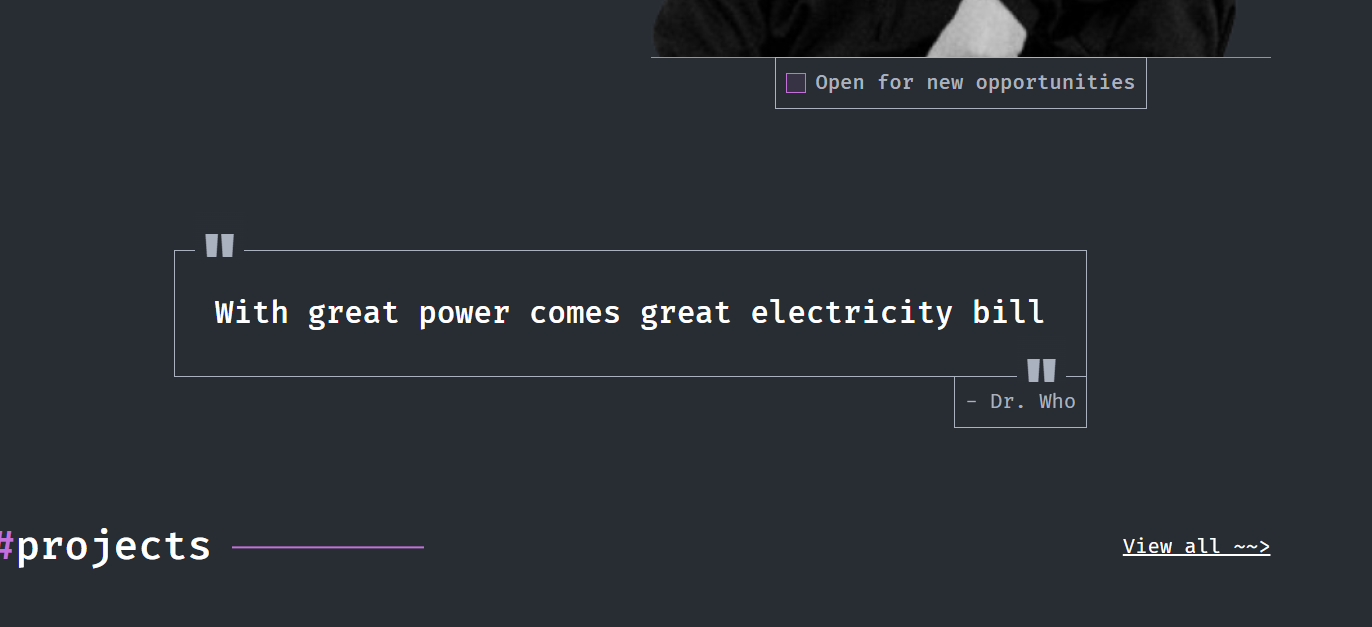 Open for new opportunities
"
With great power comes great electricity bill
"
- Dr. Who
#projects
View all ~~>